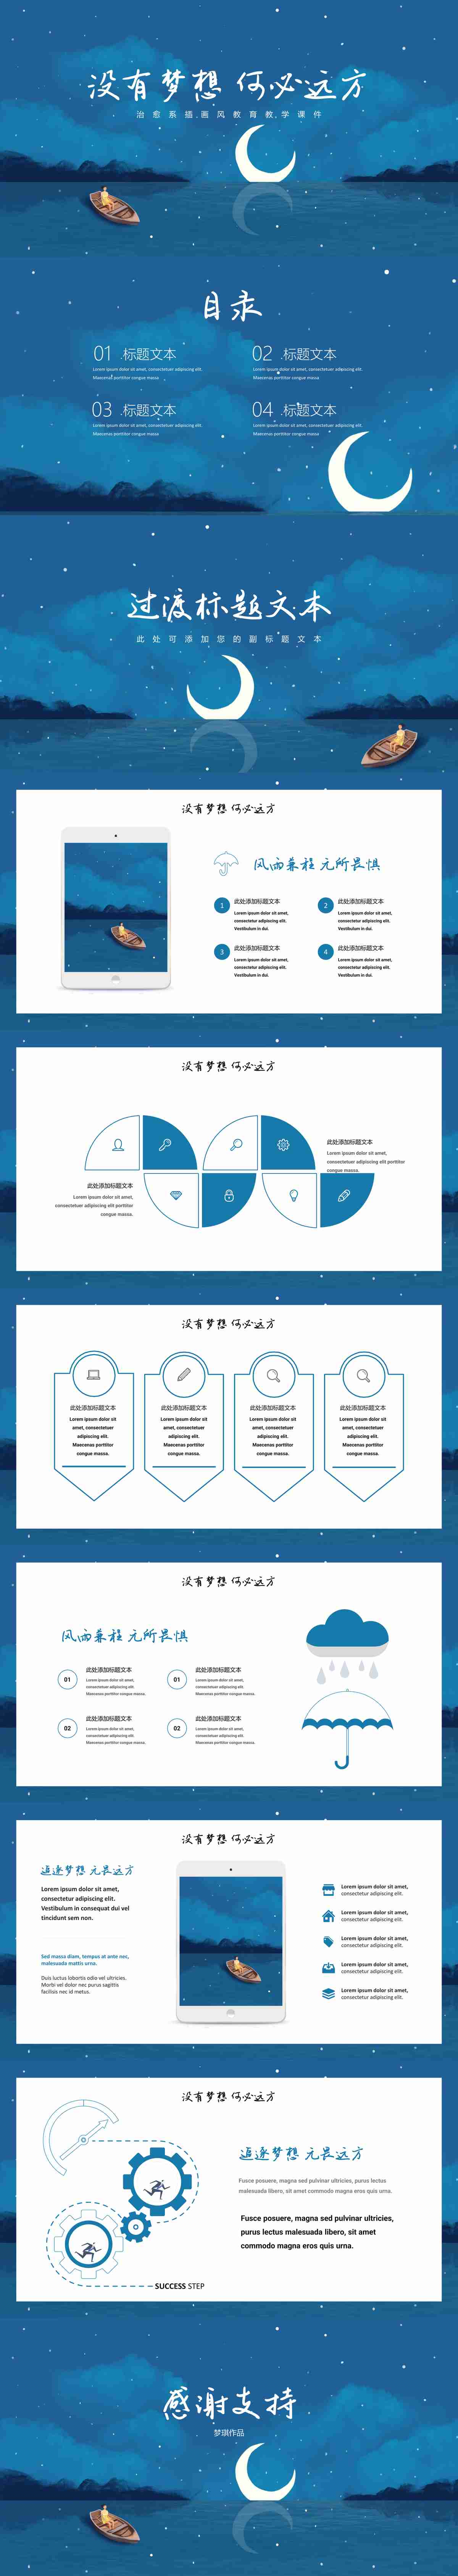 没有梦想 何必远方
治愈系插画风教育教学课件
目录
01 标题文本
Lorem ipsum dolor sit amet, consectetuer adipiscing elit.
Maecenas porttitor congue massa
02 标题文本
Lorem ipsum dolor sit amet, consectetuer adipiscing elit.
Maecenas porttitor congue massa
03 标题文本
Lorem ipsum dolor sit amet, consectetuer adipiscing elit.
Maecenas porttitor congue massa
04 标题文本
Lorem ipsum dolor sit amet, consectetuer adipiscing elit.
Maecenas porttitor congue massa
过渡标题文本
此处可添加您的副标题文本
没有梦想 何必远方
风雨兼程 无所畏惧
1
此处添加标题文本
Lorem ipsum dolor sit amet,
consectetur adipiscing elit.
Vestibulum in dui.
2
此处添加标题文本
Lorem ipsum dolor sit amet,
consectetur adipiscing elit.
Vestibulum in dui.
3
此处添加标题文本
Lorem ipsum dolor sit amet,
consectetur adipiscing elit.
Vestibulum in dui.
4
此处添加标题文本
Lorem ipsum dolor sit amet,
consectetur adipiscing elit.
Vestibulum in dui.
没有梦想 何必远方
此处添加标题文本
Lorem ipsum dolor sit amet,
consectetuer adipiscing elit porttitor
congue massa.
此处添加标题文本
Lorem ipsum dolor sit amet,
consectetuer adipiscing elit porttitor
congue massa.
没有梦想 何必远方
此处添加标题文本
Lorem ipsum dolor sit
amet, consectetuer
adipiscing elit.
Maecenas porttitor
congue massa.
此处添加标题文本
Lorem ipsum dolor sit
amet, consectetuer
adipiscing elit.
Maecenas porttitor
congue massa.
此处添加标题文本
Lorem ipsum dolor sit
amet, consectetuer
adipiscing elit.
Maecenas porttitor
congue massa.
此处添加标题文本
Lorem ipsum dolor sit
amet, consectetuer
adipiscing elit.
Maecenas porttitor
congue massa.
没有梦想 何必远方
风雨兼程 无所畏惧
01
此处添加标题文本
Lorem ipsum dolor sit amet,
consectetuer adipiscing elit.
Maecenas porttitor congue massa.
01
此处添加标题文本
Lorem ipsum dolor sit amet,
consectetuer adipiscing elit.
Maecenas porttitor congue massa.
02
此处添加标题文本
Lorem ipsum dolor sit amet,
consectetuer adipiscing elit.
Maecenas porttitor congue massa.
02
此处添加标题文本
Lorem ipsum dolor sit amet,
consectetuer adipiscing elit.
Maecenas porttitor congue massa.
没有梦想 何必远方
追逐梦想 无畏远方
Lorem ipsum dolor sit amet,
consectetur adipiscing elit.
Vestibulum in consequat dui vel
tincidunt sem non.
Sed massa diam, tempus at ante nec,
malesuada mattis urna.
Duis luctus lobortis odio vel ultricies.
Morbi vel dolor nec purus sagittis
facilisis nec id metus.
Lorem ipsum dolor sit amet,
consectetur adipiscing elit.
Lorem ipsum dolor sit amet,
consectetur adipiscing elit.
Lorem ipsum dolor sit amet,
consectetur adipiscing elit.
Lorem ipsum dolor sit amet,
consectetur adipiscing elit.
Lorem ipsum dolor sit amet,
consectetur adipiscing elit.
没有梦想 何必远方
追逐梦想 无畏远方
Fusce posuere, magna sed pulvinar ultricies, purus lectus
malesuada libero, sit amet commodo magna eros quis urna.
Fusce posuere, magna sed pulvinar ultricies,
purus lectus malesuada libero, sit amet
commodo magna eros quis urna.
SUCCESS STEP
感谢支持
梦琪作品